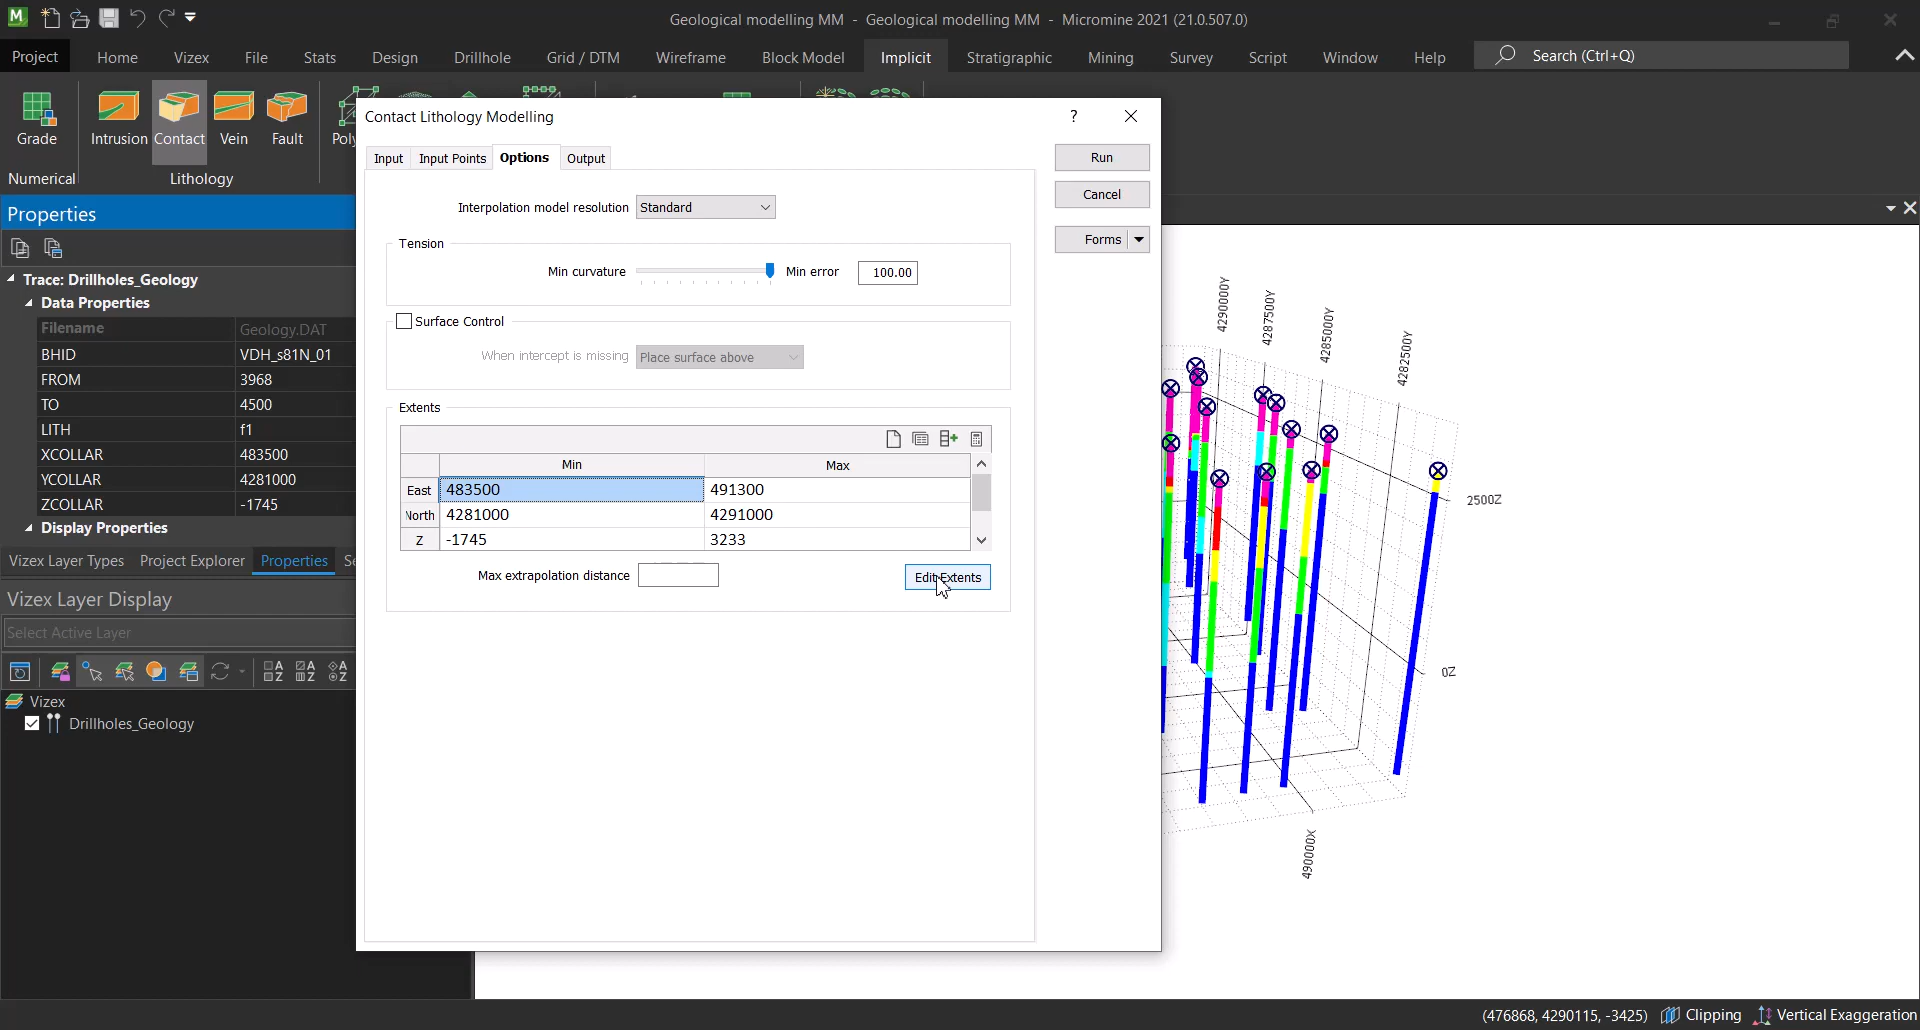 Geological modelling MM - Geological modelling MM - Micromine 2021 (21.0.507.0)
Project Home Vizex File Stats Design Drillhole Grid / DTM Wireframe Block Model Implicit Stratigraphic Mining Survey Script Window Help Search (Ctrl+Q)
Grade Intrusion Contact Vein Fault Poly
Numerical Lithology
Contact Lithology Modelling ?
Input Input Points Options Output
Run
Cancel
Forms
Interpolation model resolution Standard
Tension
Min curvature Min error 100.00
Surface Control
When intercept is missing Place surface above
Extents
Min Max
East 483500 491300
North 4281000 4291000
Z -1745 3233
Max extrapolation distance
Edit Extents
Properties
Trace: Drillholes_Geology
Data Properties
Filename Geology.DAT
BHID VDH_s81N_01
FROM 3968
TO 4500
LITH f1
XCOLLAR 483500
YCOLLAR 4281000
ZCOLLAR -1745
Display Properties
Vizex Layer Types Project Explorer Properties Se
Vizex Layer Display
Select Active Layer
Vizex
Drillholes_Geology
4290000Y
4287500Y
4285000Y
4282500Y
2500Z
0Z
490000X
(476868, 4290115, -3425) Clipping Vertical Exaggeration